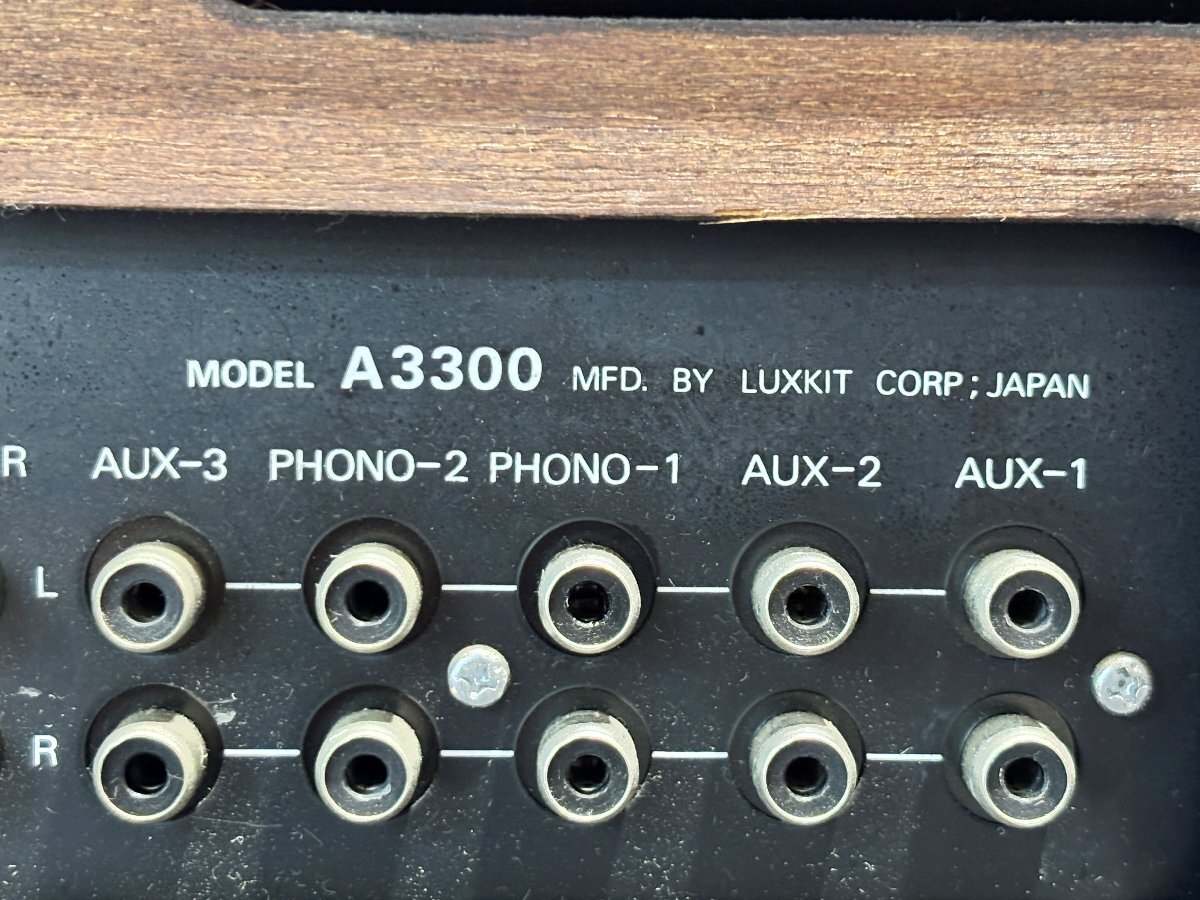 MODEL A3300 MFD. BY LUXKIT CORP; JAPAN
R AUX-3 PHONO-2 PHONO-1 AUX-2 AUX-1
L
R